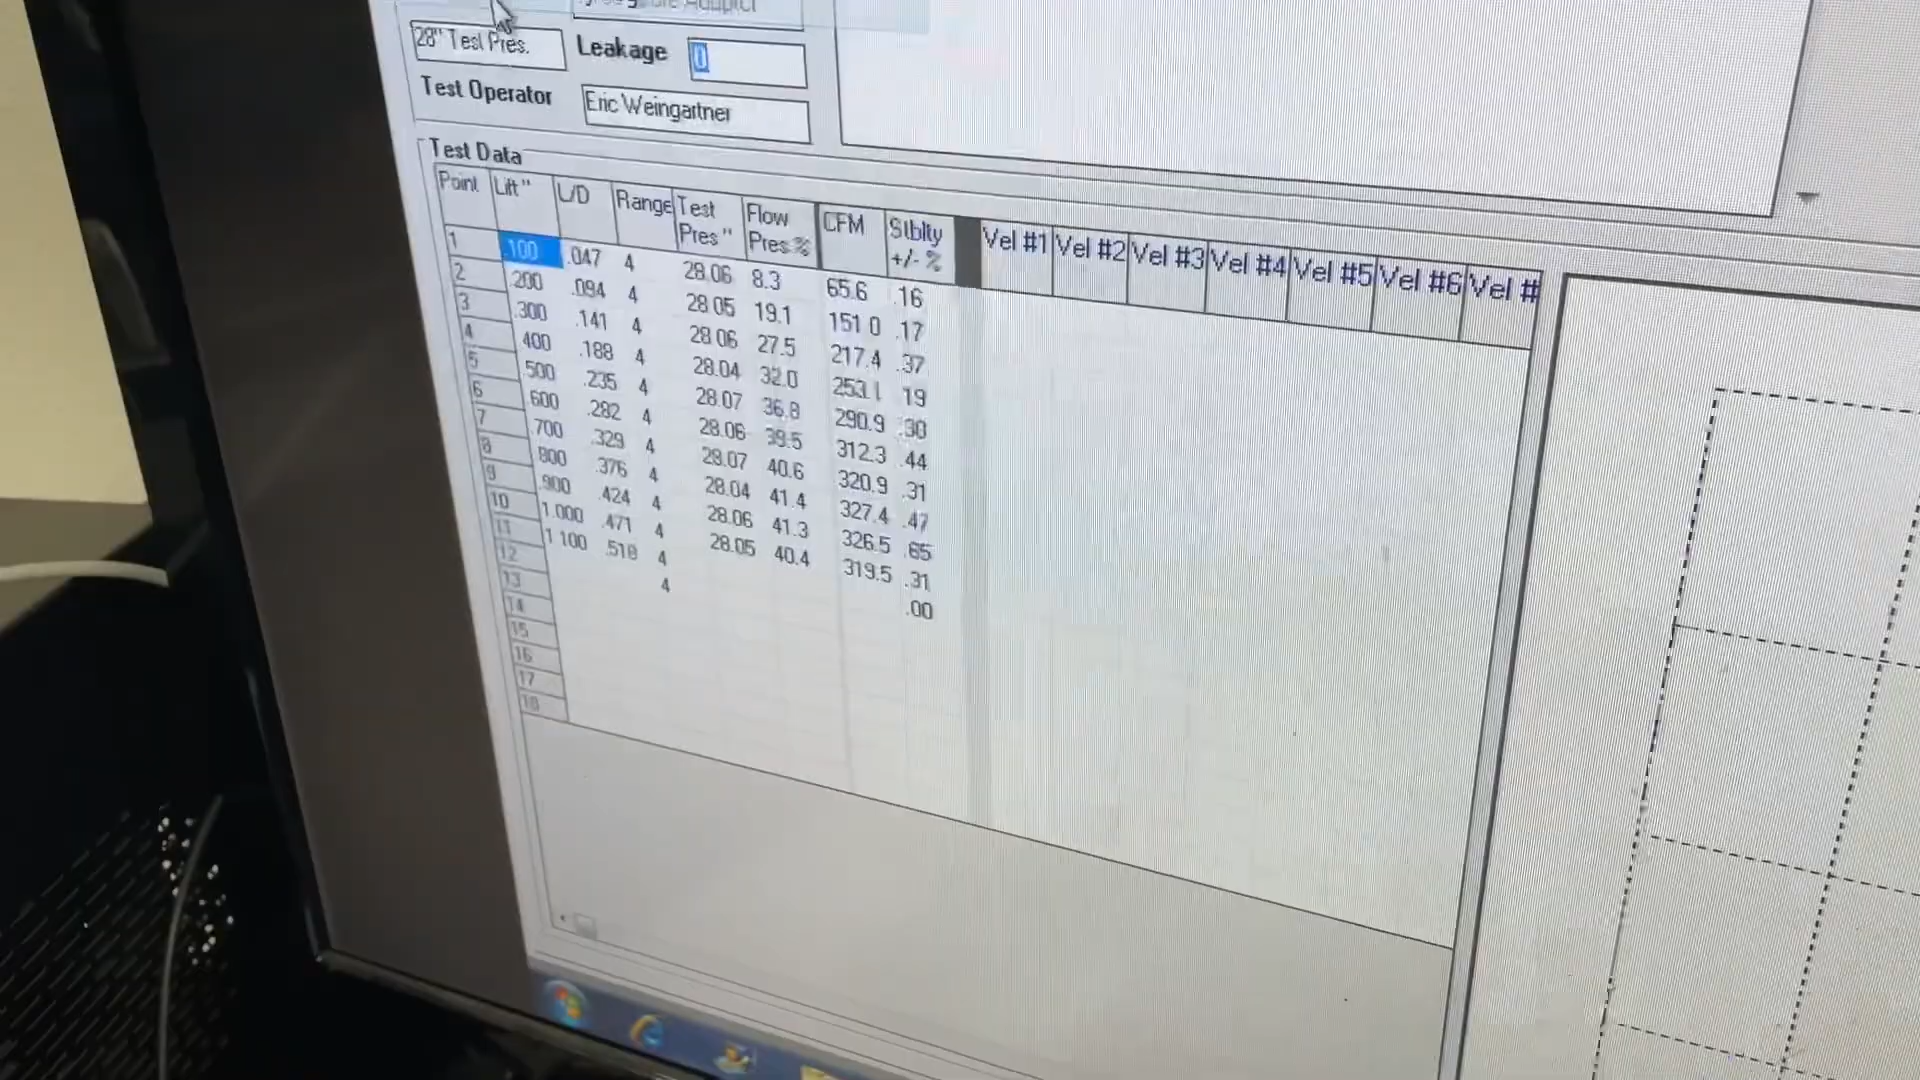 28" Test Pres. Leakage 0
Test Operator Eric Weingartner
Test Data
Point Lift" L/D Range Test Pres" Flow Pres% CFM Stblty +/- % Vel #1 Vel #2 Vel #3 Vel #4 Vel #5 Vel #6 Vel #
1 .100 .047 4 28.06 8.3 65.6 .16
2 200 .094 4 28.05 19.1 151.0 .17
3 .300 .141 4 28.06 27.5 217.4 .37
4 400 .188 4 28.04 32.0 253.1 19
5 500 .235 4 28.07 36.8 290.9 .30
6 .600 .282 4 28.06 39.5 312.3 .44
7 .700 .329 4 28.07 40.6 320.9 .31
8 800 .376 4 28.04 41.4 327.4 .47
9 .900 .424 4 28.06 41.3 326.5 .65
10 1.000 .471 4 28.05 40.4 319.5 .31
11 1 100 .518 4 .00
12 4
13
14
15
16
17
18